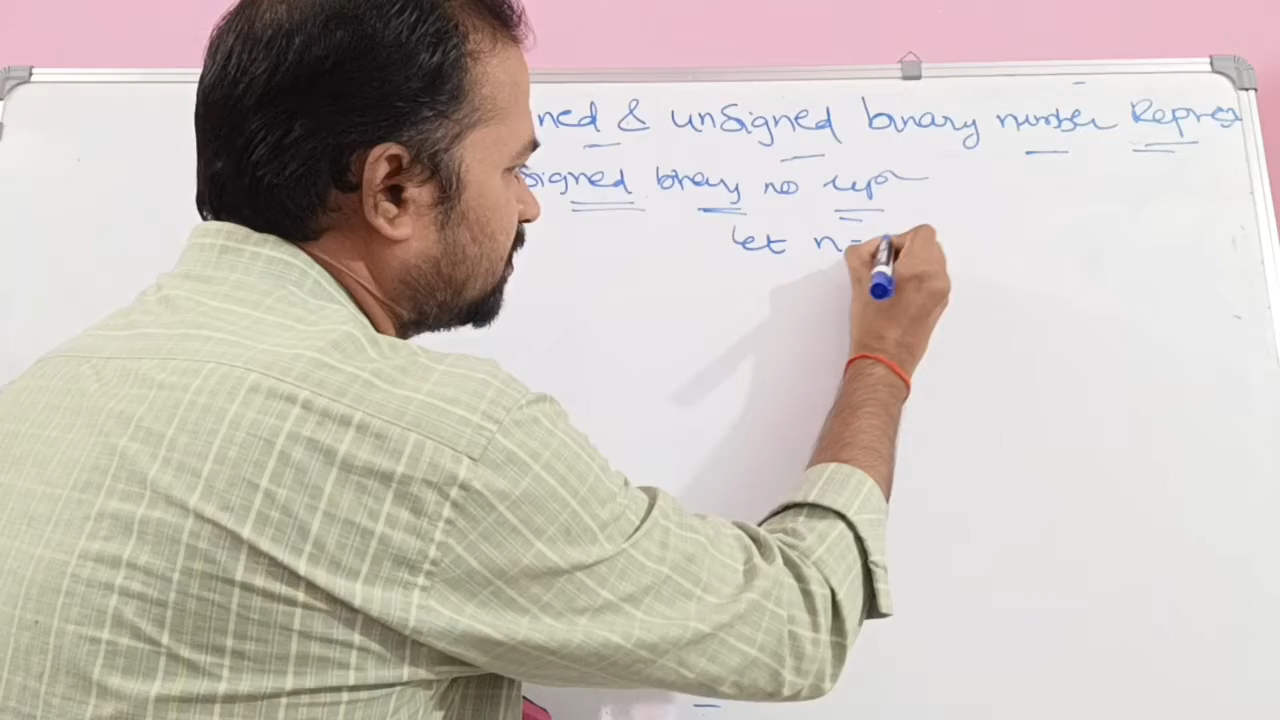 ned & unsigned binary number Repres
signed binary no repr
let n=